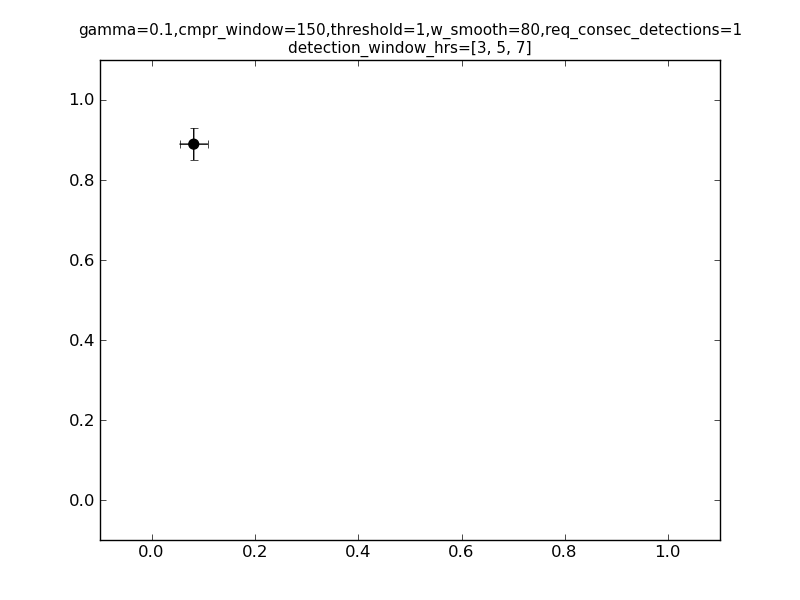 gamma=0.1,cmpr_window=150,threshold=1,w_smooth=80,req_consec_detections=1
detection_window_hrs=[3, 5, 7]
1.0
0.8
0.6
0.4
0.2
0.0
0.0 0.2 0.4 0.6 0.8 1.0